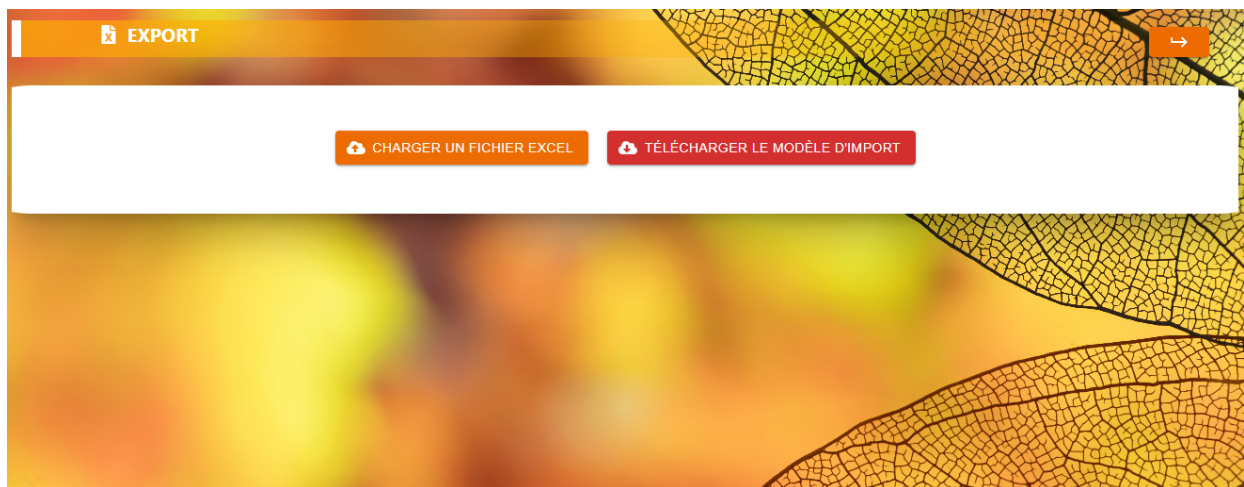 EXPORT
CHARGER UN FICHIER EXCEL
TÉLÉCHARGER LE MODÈLE D'IMPORT